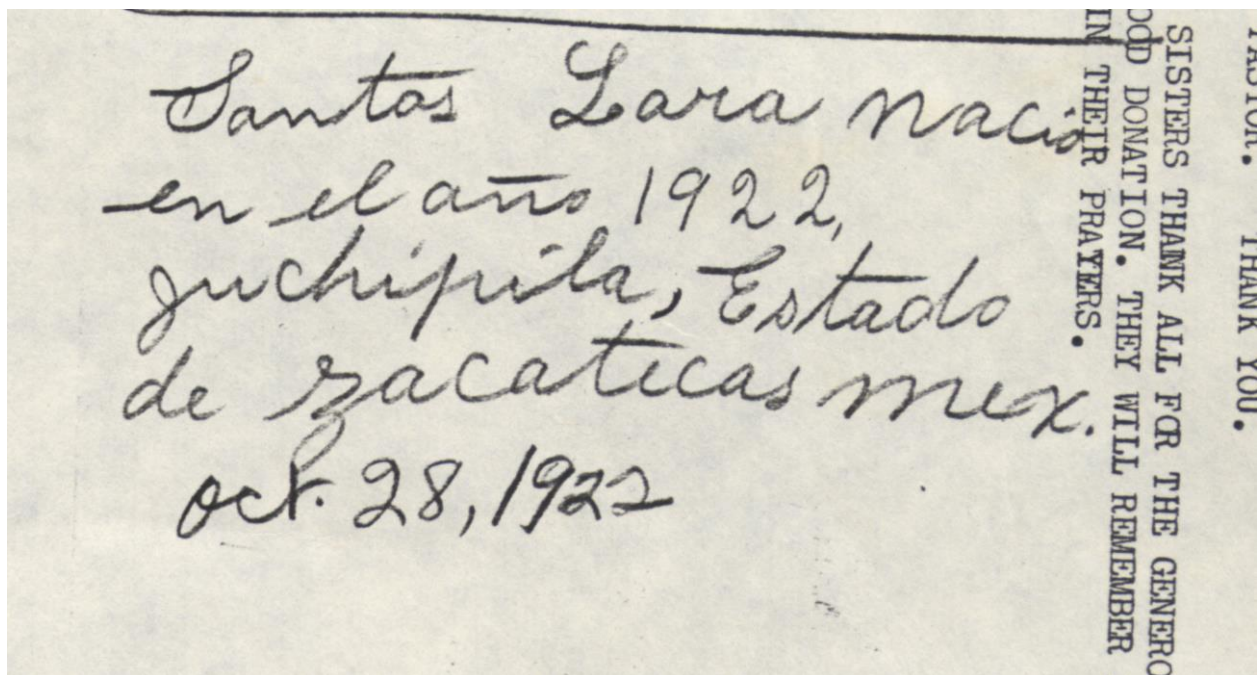 Santos Lara nació
en el año 1922,
juchipila, Estado
de zacatecas mex.
oct. 28, 1922
PASTOR. THANK YOU.
SISTERS THANK ALL FOR THE GENERO
OOD DONATION. THEY WILL REMEMBER
IN THEIR PRAYERS.